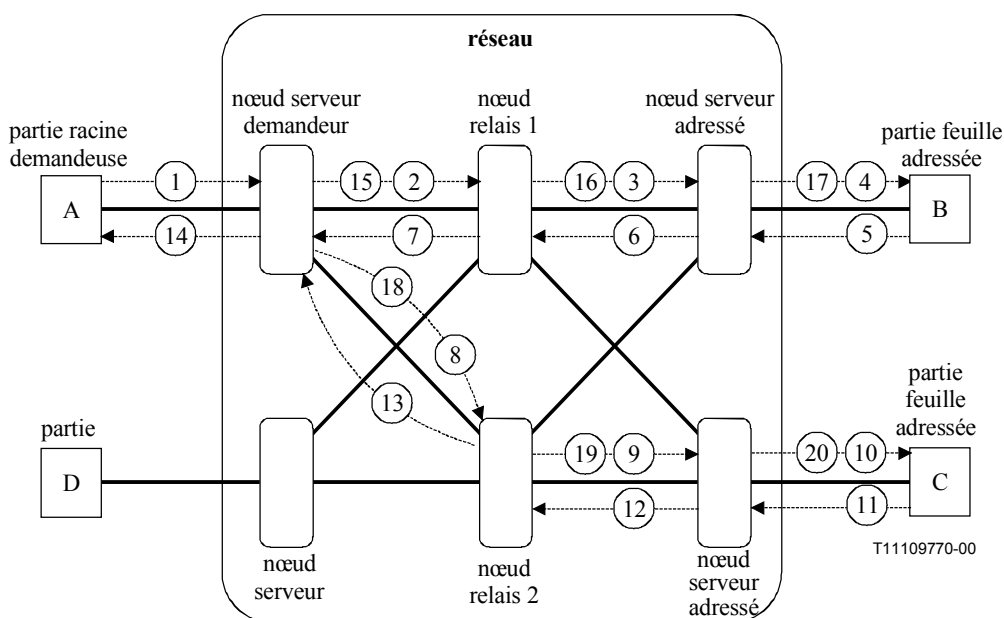 réseau
nœud serveur
demandeur
nœud
relais 1
nœud serveur
adressé
partie racine
demandeuse
partie feuille
adressée
1
15
2
16
3
17
4
A
B
14
7
6
5
18
8
13
partie
partie
feuille
adressée
19
9
20
10
D
C
12
11
T11109770-00
nœud
serveur
nœud
relais 2
nœud
serveur
adressé